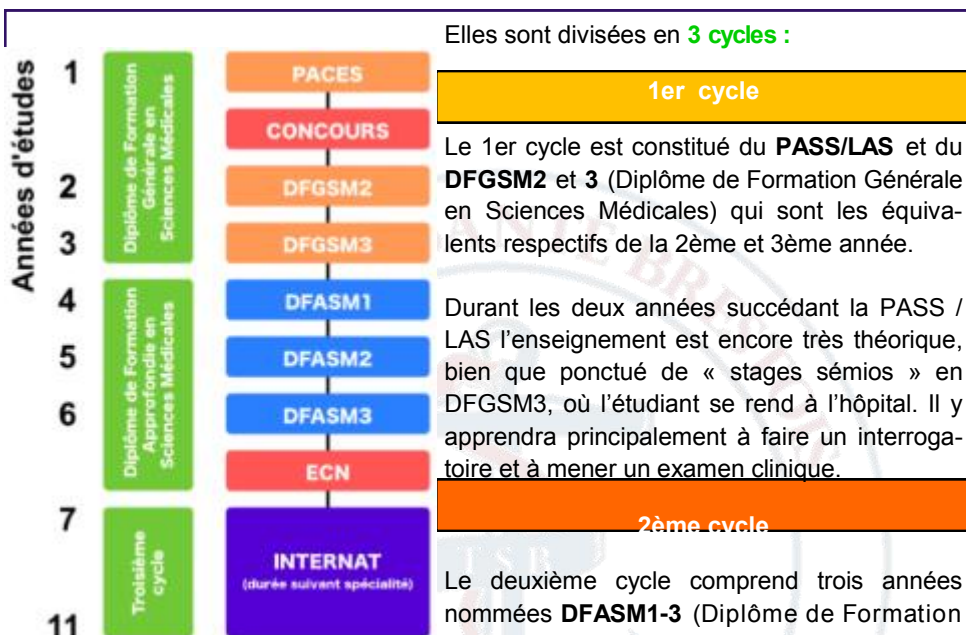 Années d'études
1
2
3
4
5
6
7
11
Diplôme de Formation
Générale en
Sciences Médicales
Diplôme de Formation
Approfondie en
Sciences Médicales
Troisième
cycle
PACES
CONCOURS
DFGSM2
DFGSM3
DFASM1
DFASM2
DFASM3
ECN
INTERNAT
(durée suivant spécialité)
Elles sont divisées en 3 cycles :
1er cycle
Le 1er cycle est constitué du PASS/LAS et du
DFGSM2 et 3 (Diplôme de Formation Générale
en Sciences Médicales) qui sont les équiva-
lents respectifs de la 2ème et 3ème année.
Durant les deux années succédant la PASS /
LAS l'enseignement est encore très théorique,
bien que ponctué de « stages sémios » en
DFGSM3, où l'étudiant se rend à l'hôpital. Il y
apprendra principalement à faire un interroga-
toire et à mener un examen clinique.
2ème cycle
Le deuxième cycle comprend trois années
nommées DFASM1-3 (Diplôme de Formation